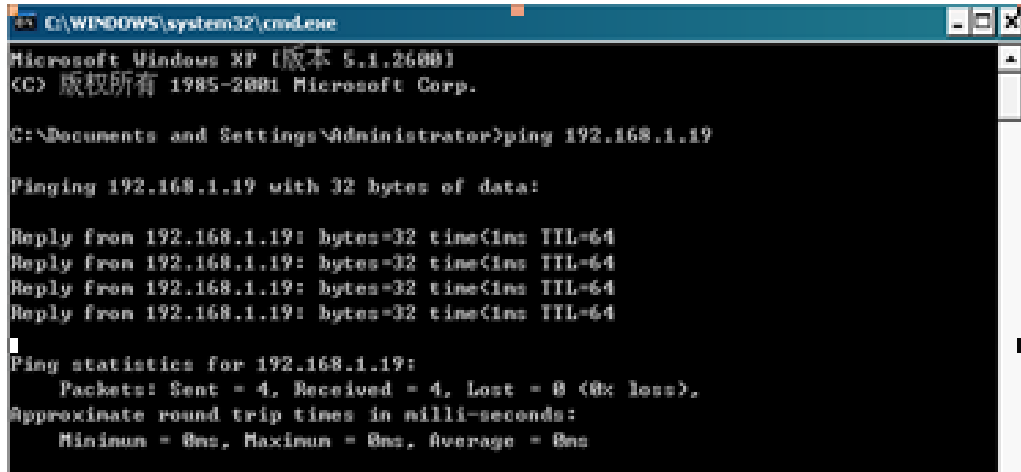 C:\WINDOWS\system32\cmd.exe
Microsoft Windows XP [版本 5.1.2600]
(C) 版权所有 1985-2001 Microsoft Corp.
C:\Documents and Settings\Administrator>ping 192.168.1.19
Pinging 192.168.1.19 with 32 bytes of data:
Reply from 192.168.1.19: bytes=32 time<1ms TTL=64
Reply from 192.168.1.19: bytes=32 time<1ms TTL=64
Reply from 192.168.1.19: bytes=32 time<1ms TTL=64
Reply from 192.168.1.19: bytes=32 time<1ms TTL=64
Ping statistics for 192.168.1.19:
Packets: Sent = 4, Received = 4, Lost = 0 (0% loss),
Approximate round trip times in milli-seconds:
Minimum = 0ms, Maximum = 0ms, Average = 0ms